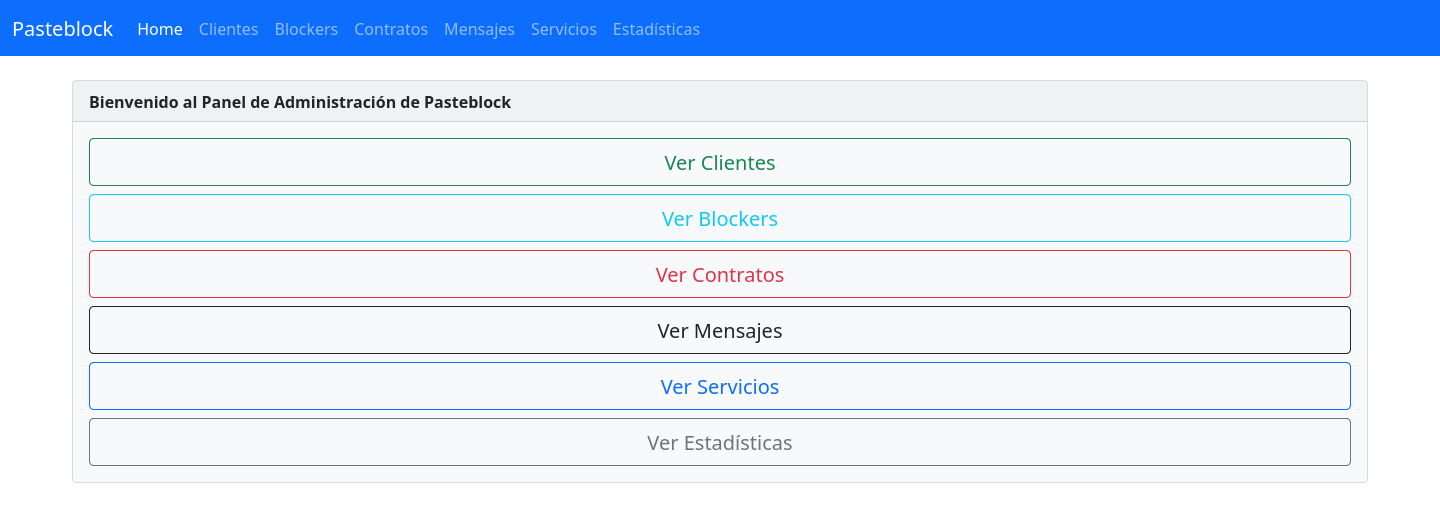 Pasteblock Home Clientes Blockers Contratos Mensajes Servicios Estadísticas
Bienvenido al Panel de Administración de Pasteblock
Ver Clientes
Ver Blockers
Ver Contratos
Ver Mensajes
Ver Servicios
Ver Estadísticas